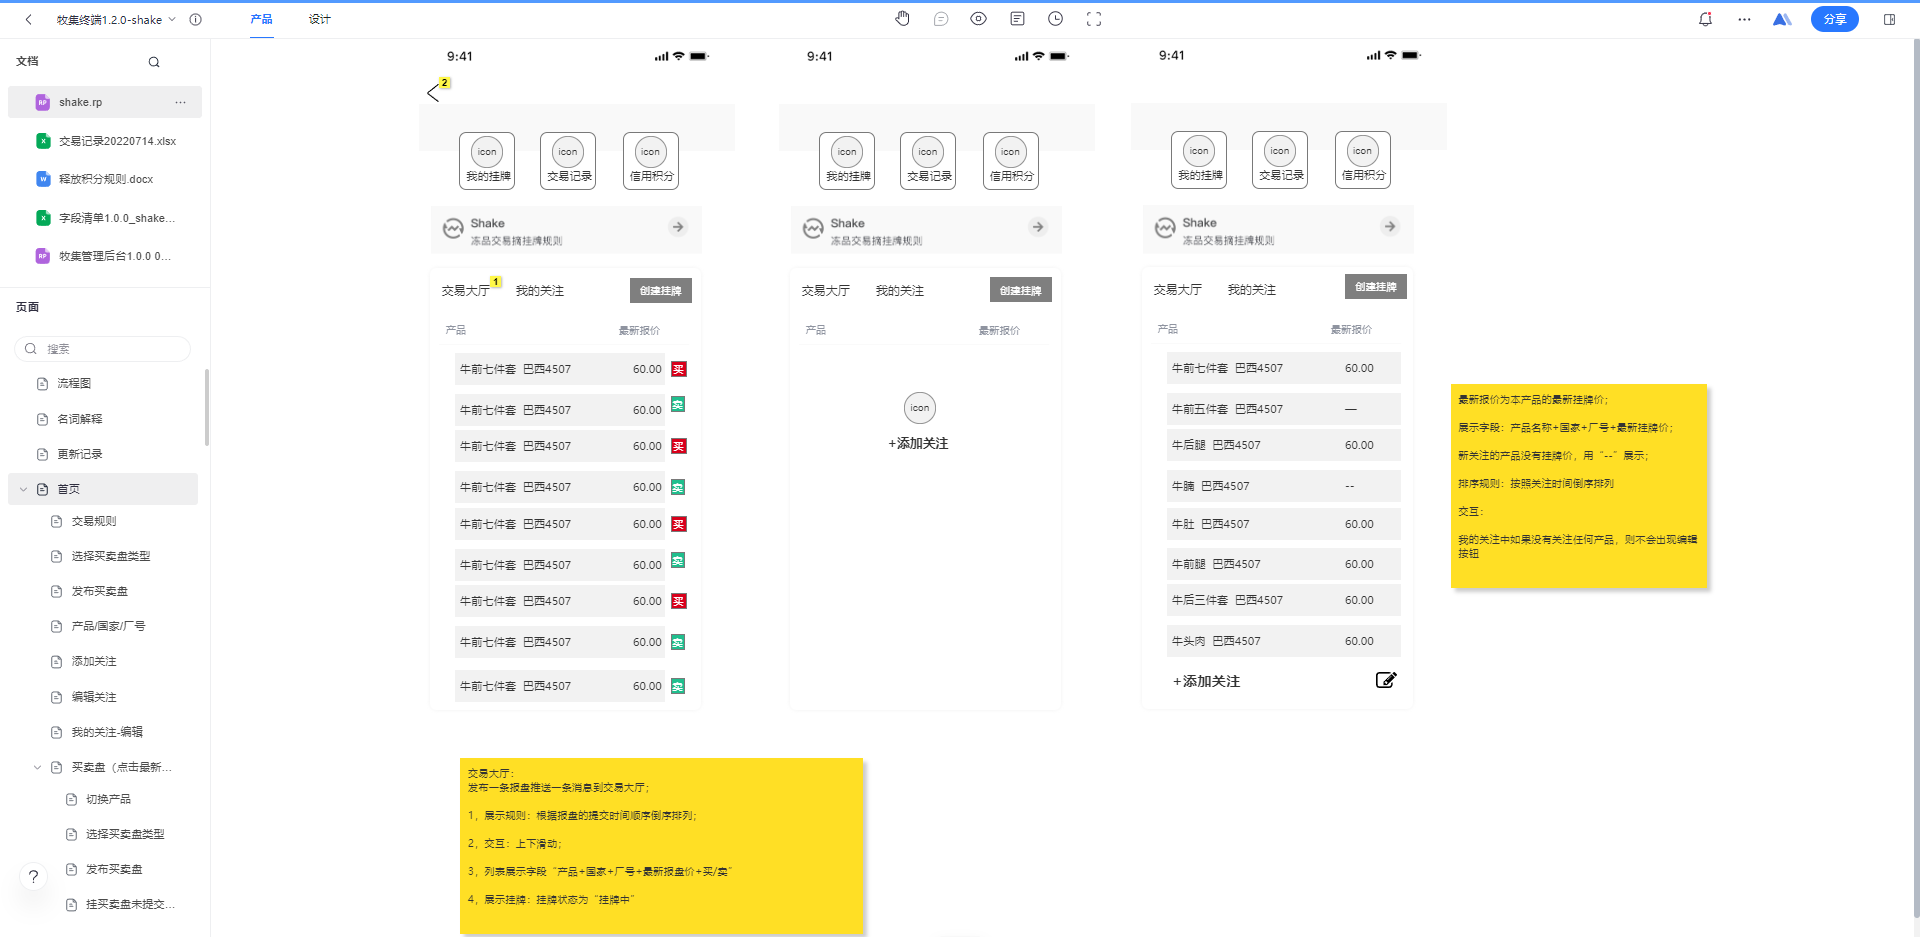 牧集终端1.2.0-shake
产品
设计
分享
文档
shake.rp
交易记录20220714.xlsx
释放积分规则.docx
字段清单1.0.0_shake...
牧集管理后台1.0.0 0...
页面
搜索
流程图
名词解释
更新记录
首页
交易规则
选择买卖盘类型
发布买卖盘
产品/国家/厂号
添加关注
编辑关注
我的关注-编辑
买卖盘（点击最新...
切换产品
选择买卖盘类型
发布买卖盘
挂买卖盘未提交...
?
9:41
2
icon
icon
icon
我的挂牌
交易记录
信用积分
Shake
冻品交易摘挂牌规则
交易大厅
1
我的关注
创建挂牌
产品
最新报价
牛前七件套 巴西4507 60.00 买
牛前七件套 巴西4507 60.00 卖
牛前七件套 巴西4507 60.00 买
牛前七件套 巴西4507 60.00 卖
牛前七件套 巴西4507 60.00 买
牛前七件套 巴西4507 60.00 卖
牛前七件套 巴西4507 60.00 买
牛前七件套 巴西4507 60.00 卖
牛前七件套 巴西4507 60.00 卖
9:41
icon
icon
icon
我的挂牌
交易记录
信用积分
Shake
冻品交易摘挂牌规则
交易大厅
我的关注
创建挂牌
产品
最新报价
icon
+添加关注
9:41
icon
icon
icon
我的挂牌
交易记录
信用积分
Shake
冻品交易摘挂牌规则
交易大厅
我的关注
创建挂牌
产品
最新报价
牛前七件套 巴西4507 60.00
牛前五件套 巴西4507 —
牛后腿 巴西4507 60.00
牛腩 巴西4507 --
牛肚 巴西4507 60.00
牛前腿 巴西4507 60.00
牛后三件套 巴西4507 60.00
牛头肉 巴西4507 60.00
+添加关注
最新报价为本产品的最新挂牌价；
展示字段：产品名称+国家+厂号+最新挂牌价；
新关注的产品没有挂牌价，用“--”展示；
排序规则：按照关注时间倒序排列
交互：
我的关注中如果没有关注任何产品，则不会出现编辑
按钮
交易大厅：
发布一条报盘推送一条消息到交易大厅；
1，展示规则：根据报盘的提交时间顺序倒序排列；
2，交互：上下滑动；
3，列表展示字段“产品+国家+厂号+最新报盘价+买/卖”
4，展示挂牌：挂牌状态为“挂牌中”